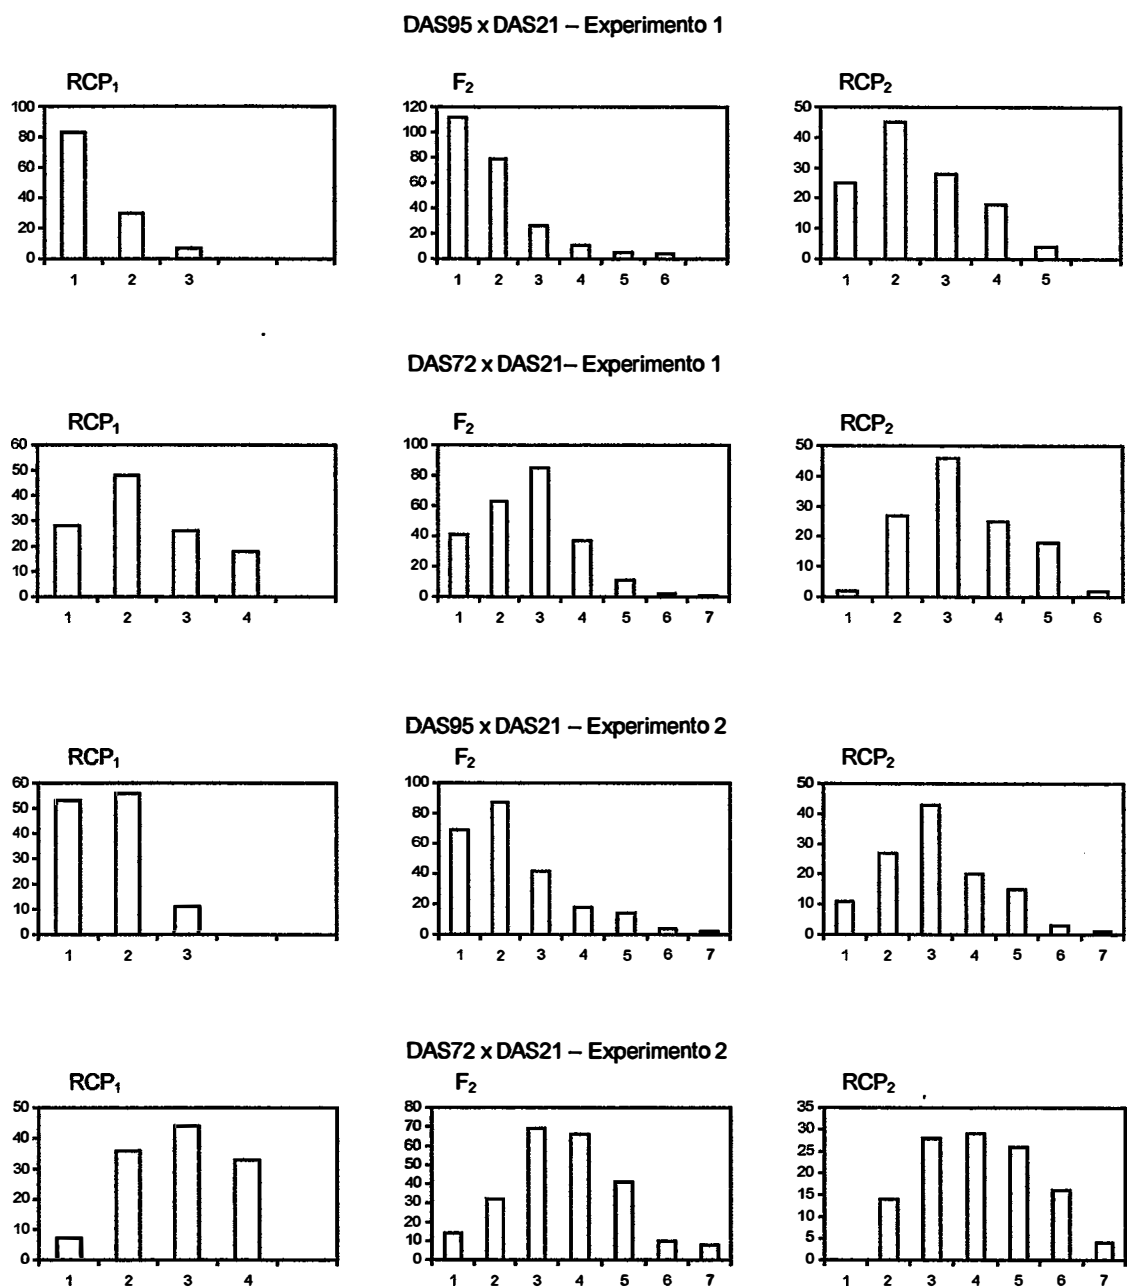 DAS95 x DAS21 – Experimento 1
RCP₁
F₂
RCP₂
100
80
60
40
20
0
1 2 3
120
100
80
60
40
20
0
1 2 3 4 5 6
50
40
30
20
10
0
1 2 3 4 5
DAS72 x DAS21– Experimento 1
RCP₁
F₂
RCP₂
60
50
40
30
20
10
0
1 2 3 4
100
80
60
40
20
0
1 2 3 4 5 6 7
50
40
30
20
10
0
1 2 3 4 5 6
DAS95 x DAS21 – Experimento 2
RCP₁
F₂
RCP₂
60
50
40
30
20
10
0
1 2 3
100
80
60
40
20
0
1 2 3 4 5 6 7
50
40
30
20
10
0
1 2 3 4 5 6 7
DAS72 x DAS21 – Experimento 2
RCP₁
F₂
RCP₂
50
40
30
20
10
0
1 2 3 4
80
70
60
50
40
30
20
10
0
1 2 3 4 5 6 7
35
30
25
20
15
10
5
0
1 2 3 4 5 6 7